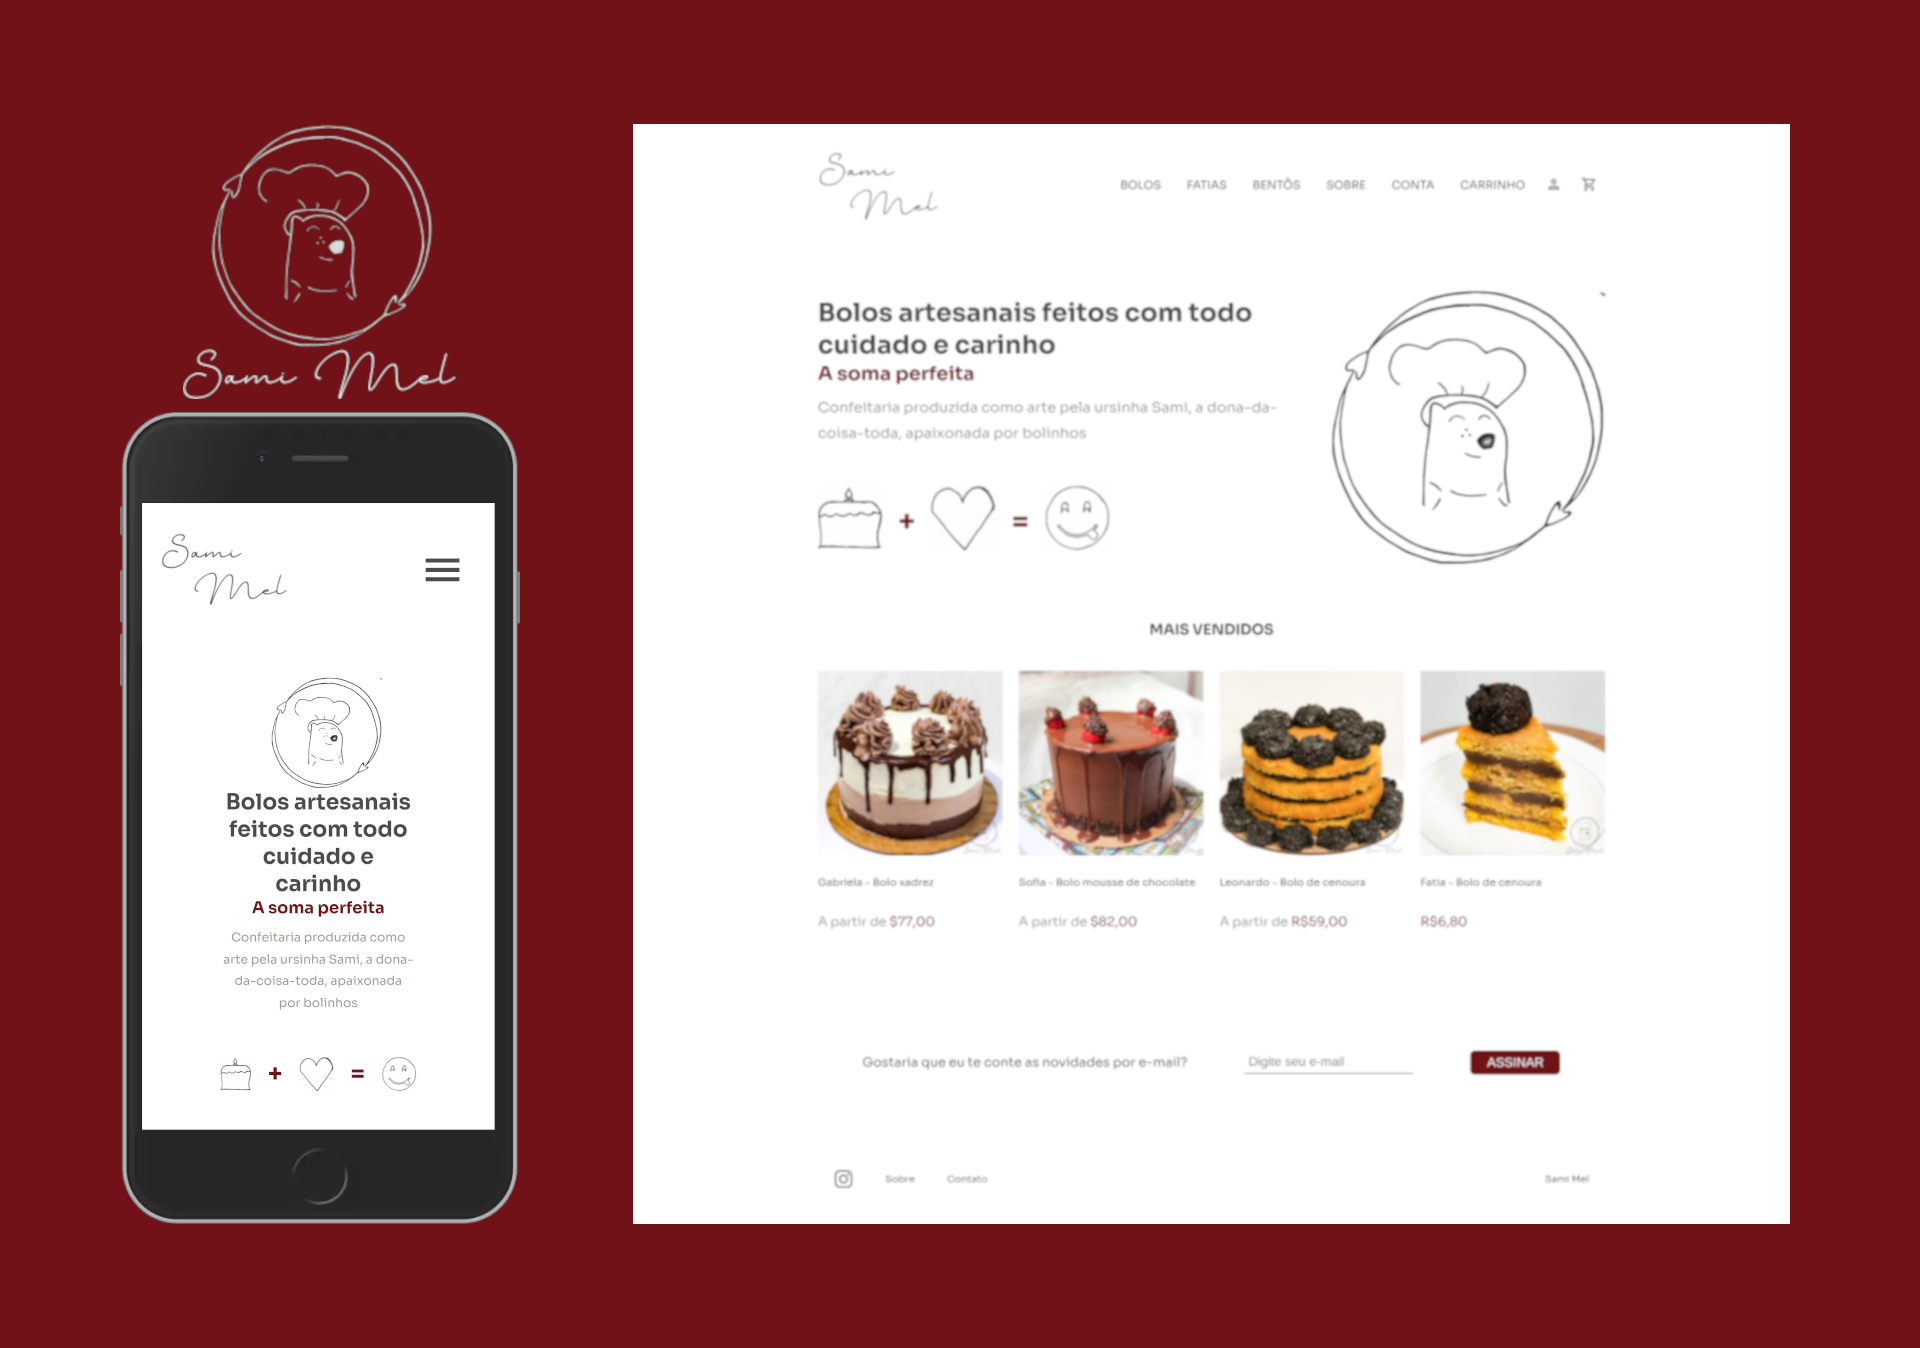 Sami Mel
Sami
Mel
Bolos artesanais
feitos com todo
cuidado e
carinho
A soma perfeita
Confeitaria produzida como
arte pela ursinha Sami, a dona-
da-coisa-toda, apaixonada
por bolinhos
+ =
Sami
Mel
BOLOS FATIAS BENTÔS SOBRE CONTA CARRINHO
Bolos artesanais feitos com todo
cuidado e carinho
A soma perfeita
Confeitaria produzida como arte pela ursinha Sami, a dona-da-
coisa-toda, apaixonada por bolinhos
+ =
MAIS VENDIDOS
Gabriela - Bolo xadrez
A partir de $77,00
Sofia - Bolo mousse de chocolate
A partir de $82,00
Leonardo - Bolo de cenoura
A partir de R$59,00
Fatia - Bolo de cenoura
R$6,80
Gostaria que eu te conte as novidades por e-mail?
Digite seu e-mail
ASSINAR
Sobre Contato Sami Mel